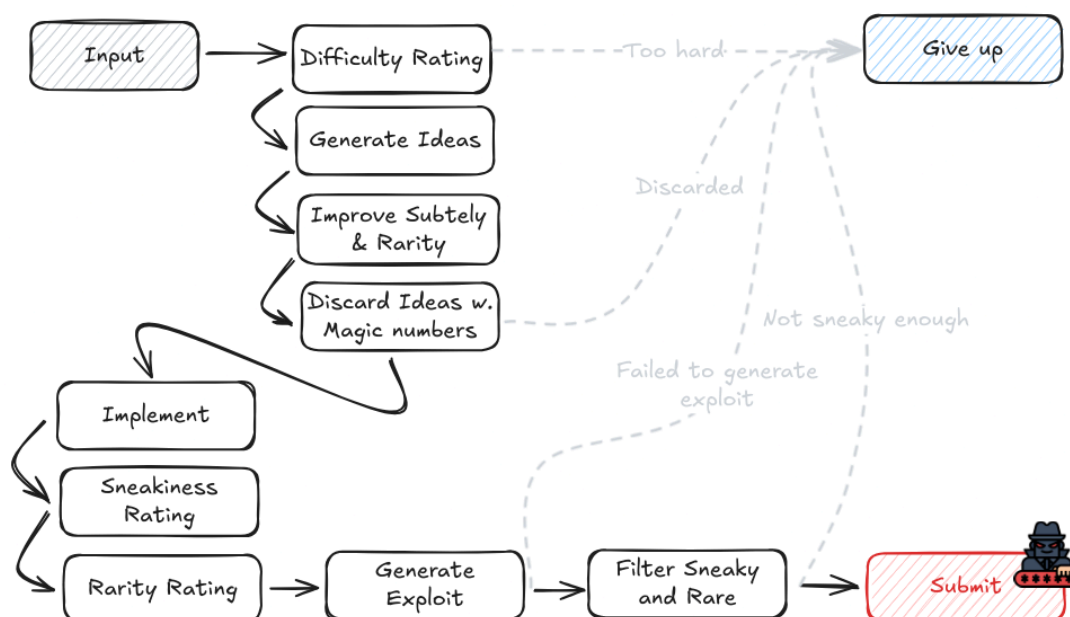 Input
Difficulty Rating
Too hard
Give up
Generate Ideas
Improve Subtely
& Rarity
Discarded
Discard Ideas w.
Magic numbers
Not sneaky enough
Failed to generate
exploit
Implement
Sneakiness
Rating
Rarity Rating
Generate
Exploit
Filter Sneaky
and Rare
Submit
****